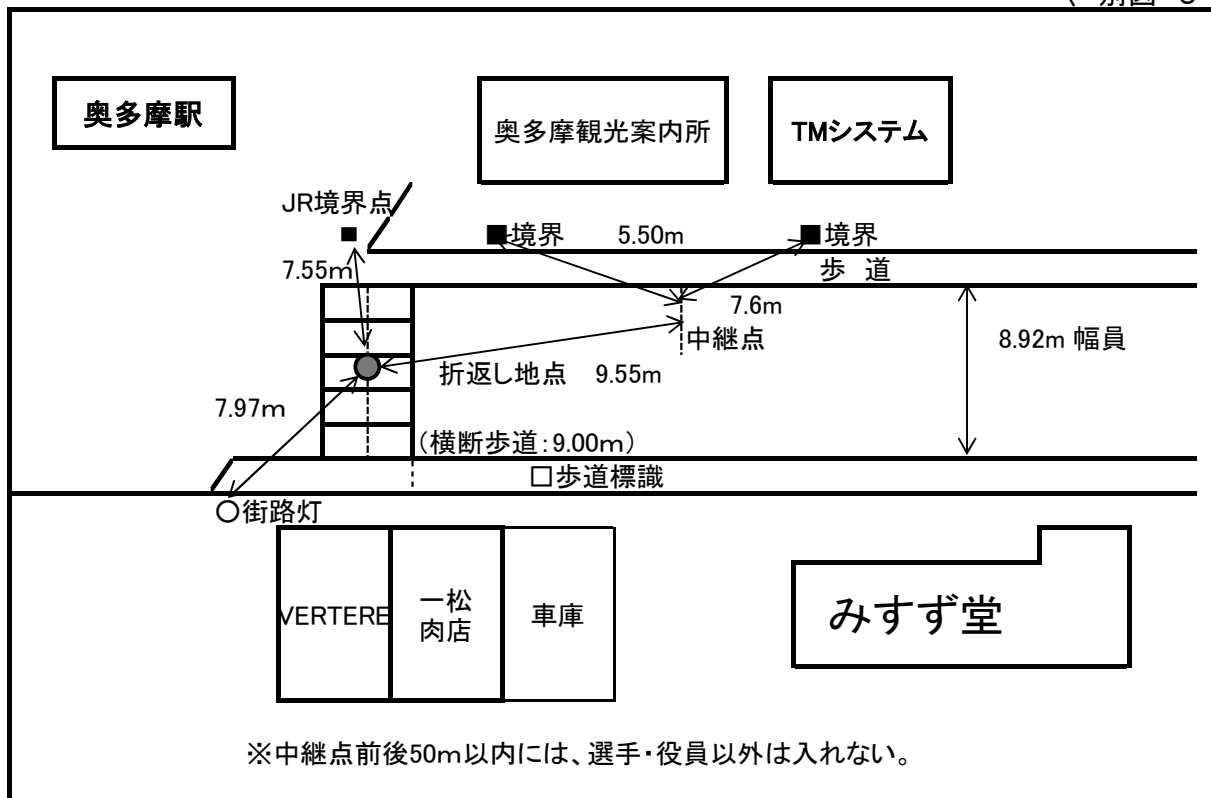 奥多摩駅
奥多摩観光案内所
TMシステム
JR境界点
■境界
5.50m
■境界
歩 道
7.55m
7.6m
中継点
8.92m 幅員
折返し地点 9.55m
7.97m
(横断歩道:9.00m)
□歩道標識
○街路灯
VERTERE
一松
肉店
車庫
みすず堂
※中継点前後50m以内には、選手・役員以外は入れない。